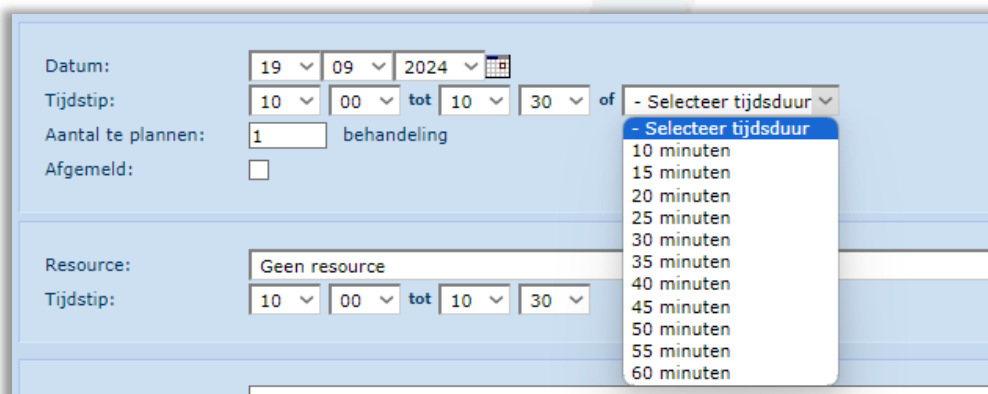 Datum: 19 09 2024
Tijdstip: 10 00 tot 10 30 of - Selecteer tijdsduur
- Selecteer tijdsduur
Aantal te plannen: 1 behandeling
10 minuten
Afgemeld:
15 minuten
20 minuten
25 minuten
30 minuten
35 minuten
40 minuten
45 minuten
50 minuten
55 minuten
60 minuten
Resource: Geen resource
Tijdstip: 10 00 tot 10 30